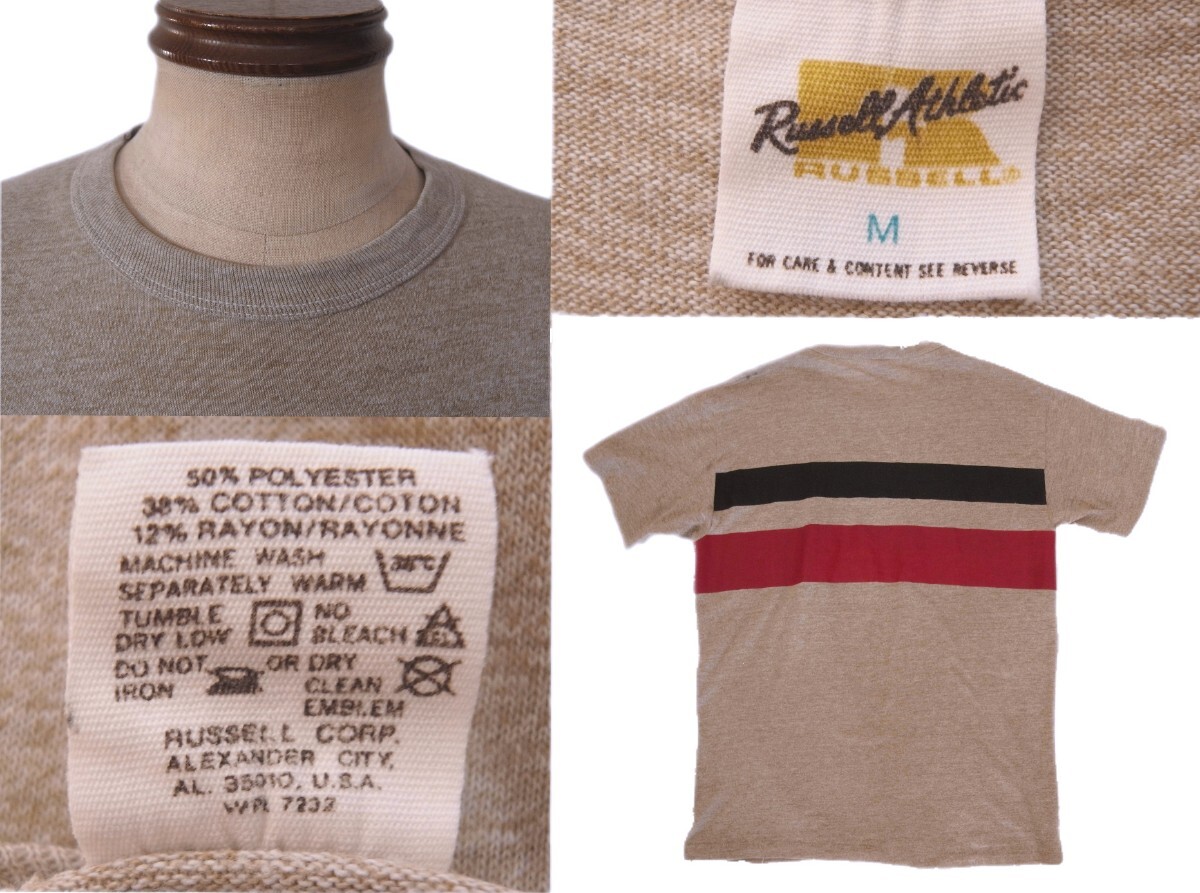 Russell Athletic
RUSSELL®
M
FOR CARE & CONTENT SEE REVERSE
50% POLYESTER
38% COTTON/COTON
12% RAYON/RAYONNE
MACHINE WASH
SEPARATELY WARM
TUMBLE
DRY LOW
NO
BLEACH
DO NOT
IRON
OR DRY
CLEAN
EMBLEM
RUSSELL CORP.
ALEXANDER CITY,
AL. 35010, U.S.A.
WPL 7232